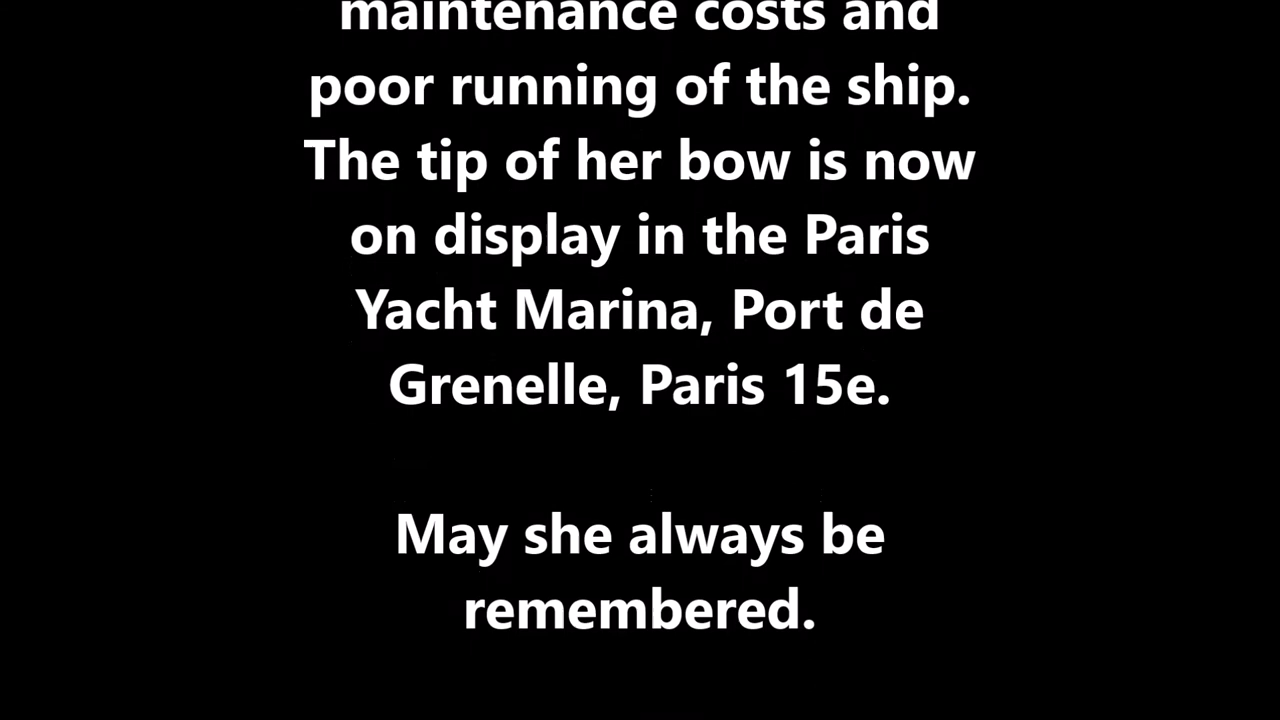 maintenance costs and
poor running of the ship.
The tip of her bow is now
on display in the Paris
Yacht Marina, Port de
Grenelle, Paris 15e.
May she always be
remembered.